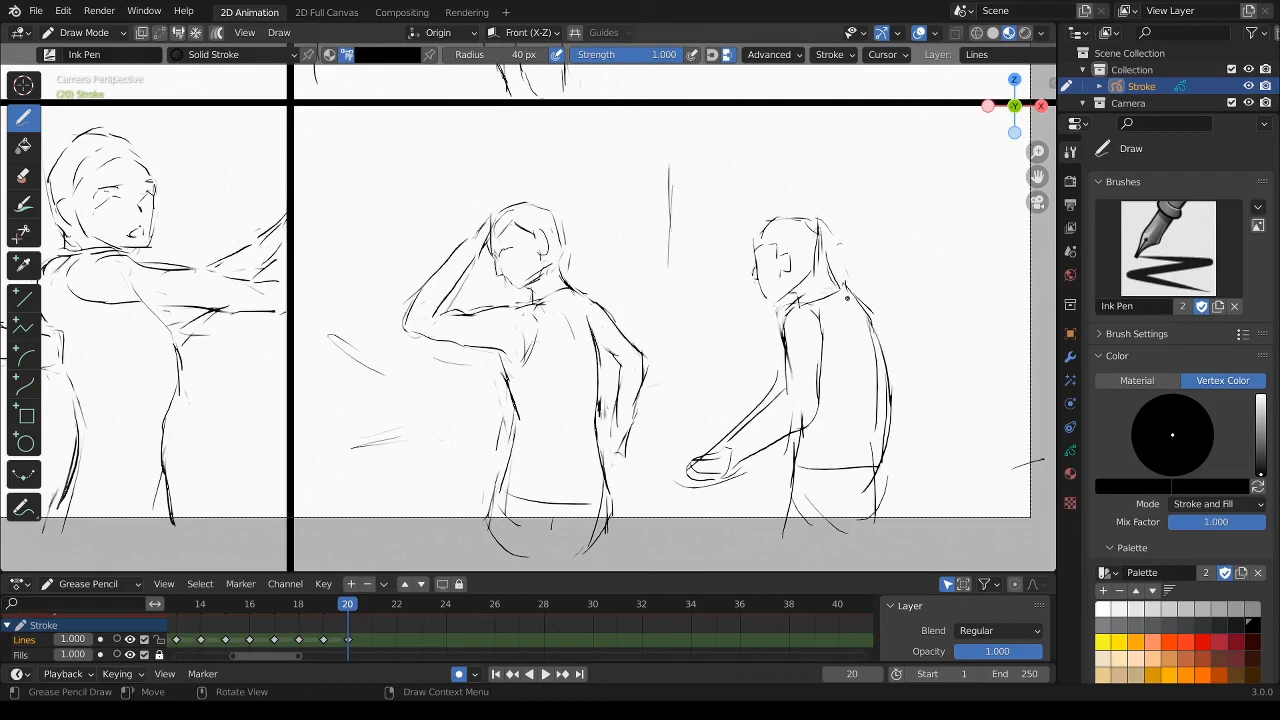 File Edit Render Window Help 2D Animation 2D Full Canvas Compositing Rendering + Scene View Layer
Draw Mode View Draw Origin Front (X-Z) Guides
Ink Pen Solid Stroke Radius 40 px Strength 1.000 Advanced Stroke Cursor Layer: Lines
Scene Collection
Collection
Stroke
Camera
Camera Perspective
(20) Stroke
Z
Y
X
Draw
Brushes
Ink Pen 2
Brush Settings
Color
Material Vertex Color
Mode Stroke and Fill
Mix Factor 1.000
Palette
Palette 2
Grease Pencil View Select Marker Channel Key
14 16 18 20 22 24 26 28 30 32 34 36 38 40
Stroke
Lines 1.000
Fills 1.000
Layer
Blend Regular
Opacity 1.000
Playback Keying View Marker 20 Start 1 End 250
Grease Pencil Draw Move Rotate View Draw Context Menu 3.0.0